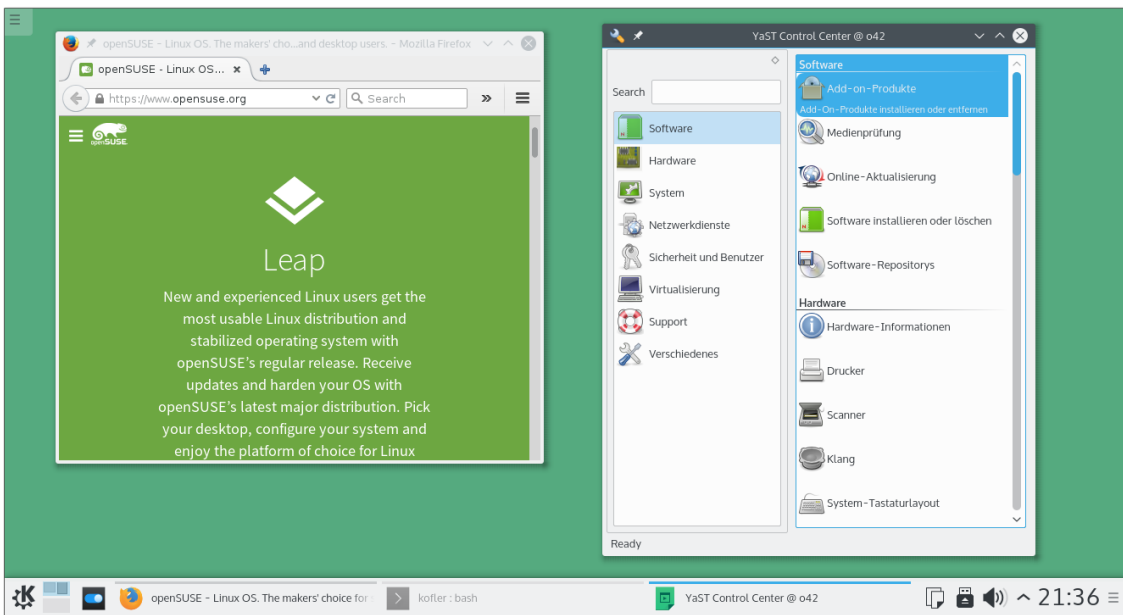 openSUSE - Linux OS. The makers' cho...and desktop users. - Mozilla Firefox
openSUSE - Linux OS...
https://www.opensuse.org
Search
openSUSE
Leap
New and experienced Linux users get the
most usable Linux distribution and
stabilized operating system with
openSUSE's regular release. Receive
updates and harden your OS with
openSUSE's latest major distribution. Pick
your desktop, configure your system and
enjoy the platform of choice for Linux
YaST Control Center @ o42
Search
Software
Hardware
System
Netzwerkdienste
Sicherheit und Benutzer
Virtualisierung
Support
Verschiedenes
Software
Add-on-Produkte
Add-On-Produkte installieren oder entfernen
Medienprüfung
Online-Aktualisierung
Software installieren oder löschen
Software-Repositorys
Hardware
Hardware-Informationen
Drucker
Scanner
Klang
System-Tastaturlayout
Ready
openSUSE - Linux OS. The makers' choice for
kofler : bash
YaST Control Center @ o42
21:36